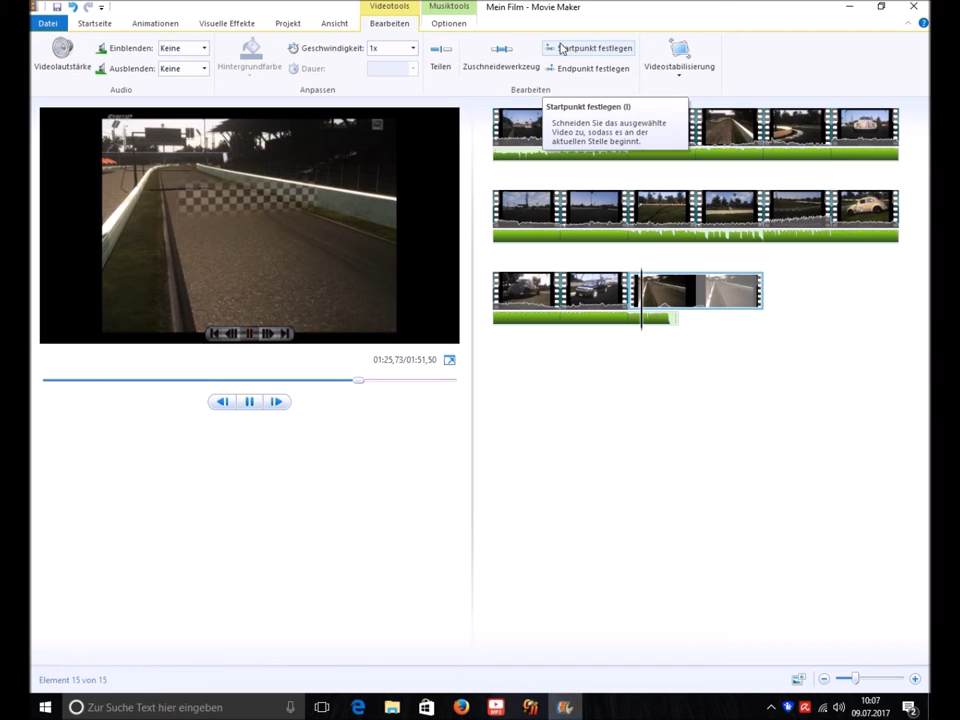 Videotools Musiktools Mein Film - Movie Maker
Datei Startseite Animationen Visuelle Effekte Projekt Ansicht Bearbeiten Optionen
Einblenden: Keine Geschwindigkeit: 1x Startpunkt festlegen
Videolautstärke Ausblenden: Keine Hintergrundfarbe Dauer: Teilen Zuschneidewerkzeug Endpunkt festlegen Videostabilisierung
Audio Anpassen Bearbeiten
Startpunkt festlegen (I)
Schneiden Sie das ausgewählte
Video zu, sodass es an der
aktuellen Stelle beginnt.
01:25,73/01:51,50
Element 15 von 15
Zur Suche Text hier eingeben
MP3
10:07
09.07.2017
2